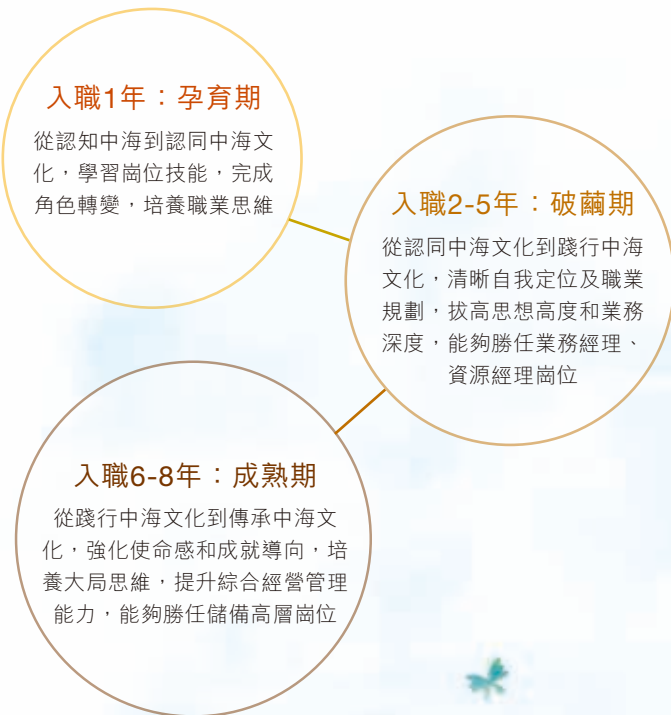 入職1年：孕育期
從認知中海到認同中海文
化，學習崗位技能，完成
角色轉變，培養職業思維
入職2-5年：破繭期
從認同中海文化到踐行中海
文化，清晰自我定位及職業
規劃，拔高思想高度和業務
深度，能夠勝任業務經理、
資源經理崗位
入職6-8年：成熟期
從踐行中海文化到傳承中海文
化，強化使命感和成就導向，培
養大局思維，提升綜合經營管理
能力，能夠勝任儲備高層崗位